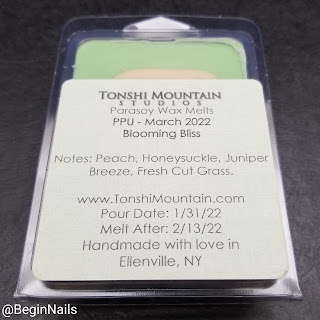 TONSHI MOUNTAIN
STUDIOS
Parasoy Wax Melts
PPU - March 2022
Blooming Bliss
Notes: Peach, Honeysuckle, Juniper
Breeze, Fresh Cut Grass.
www.TonshiMountain.com
Pour Date: 1/31/22
Melt After: 2/13/22
Handmade with love in
Ellenville, NY
@BeginNails